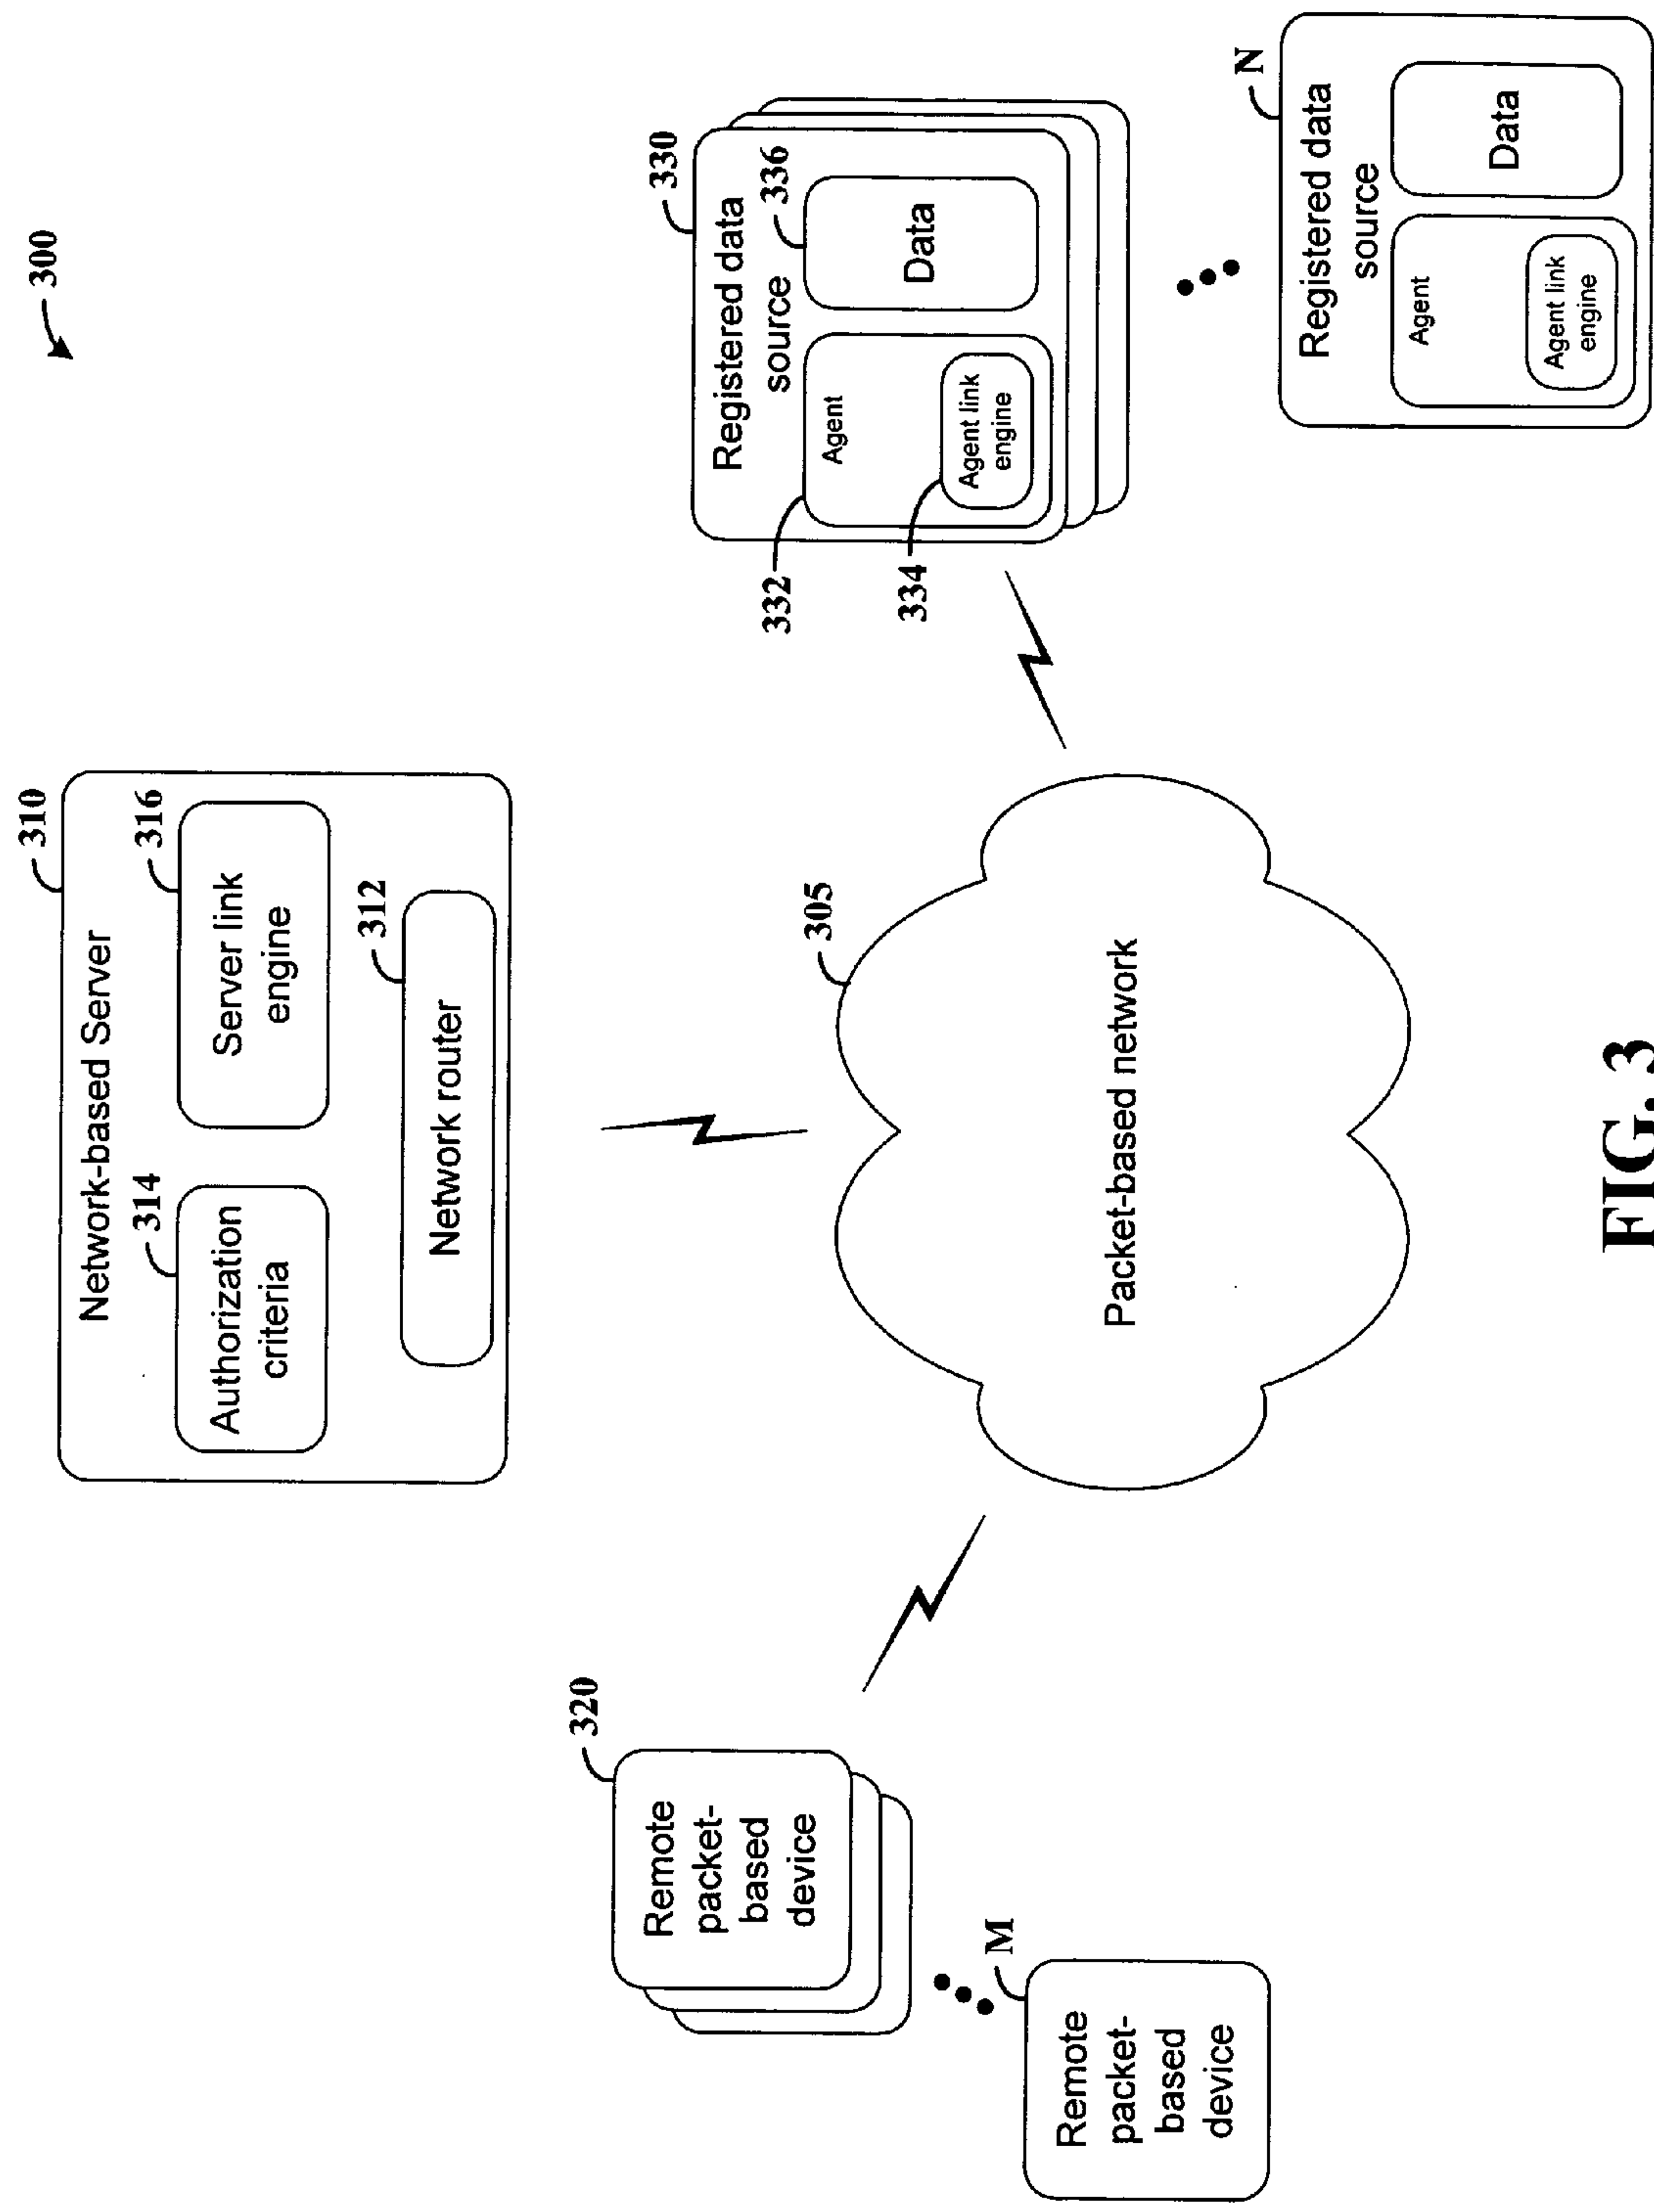 300
310
Network-based Server
314
316
Authorization
criteria
Server link
engine
312
Network router
320
Remote
packet-
based
device
M
Remote
packet-
based
device
305
Packet-based network
330
Registered data
source
336
332
Agent
Data
334
Agent link
engine
N
Registered data
source
Agent
Data
Agent link
engine
FIG. 3